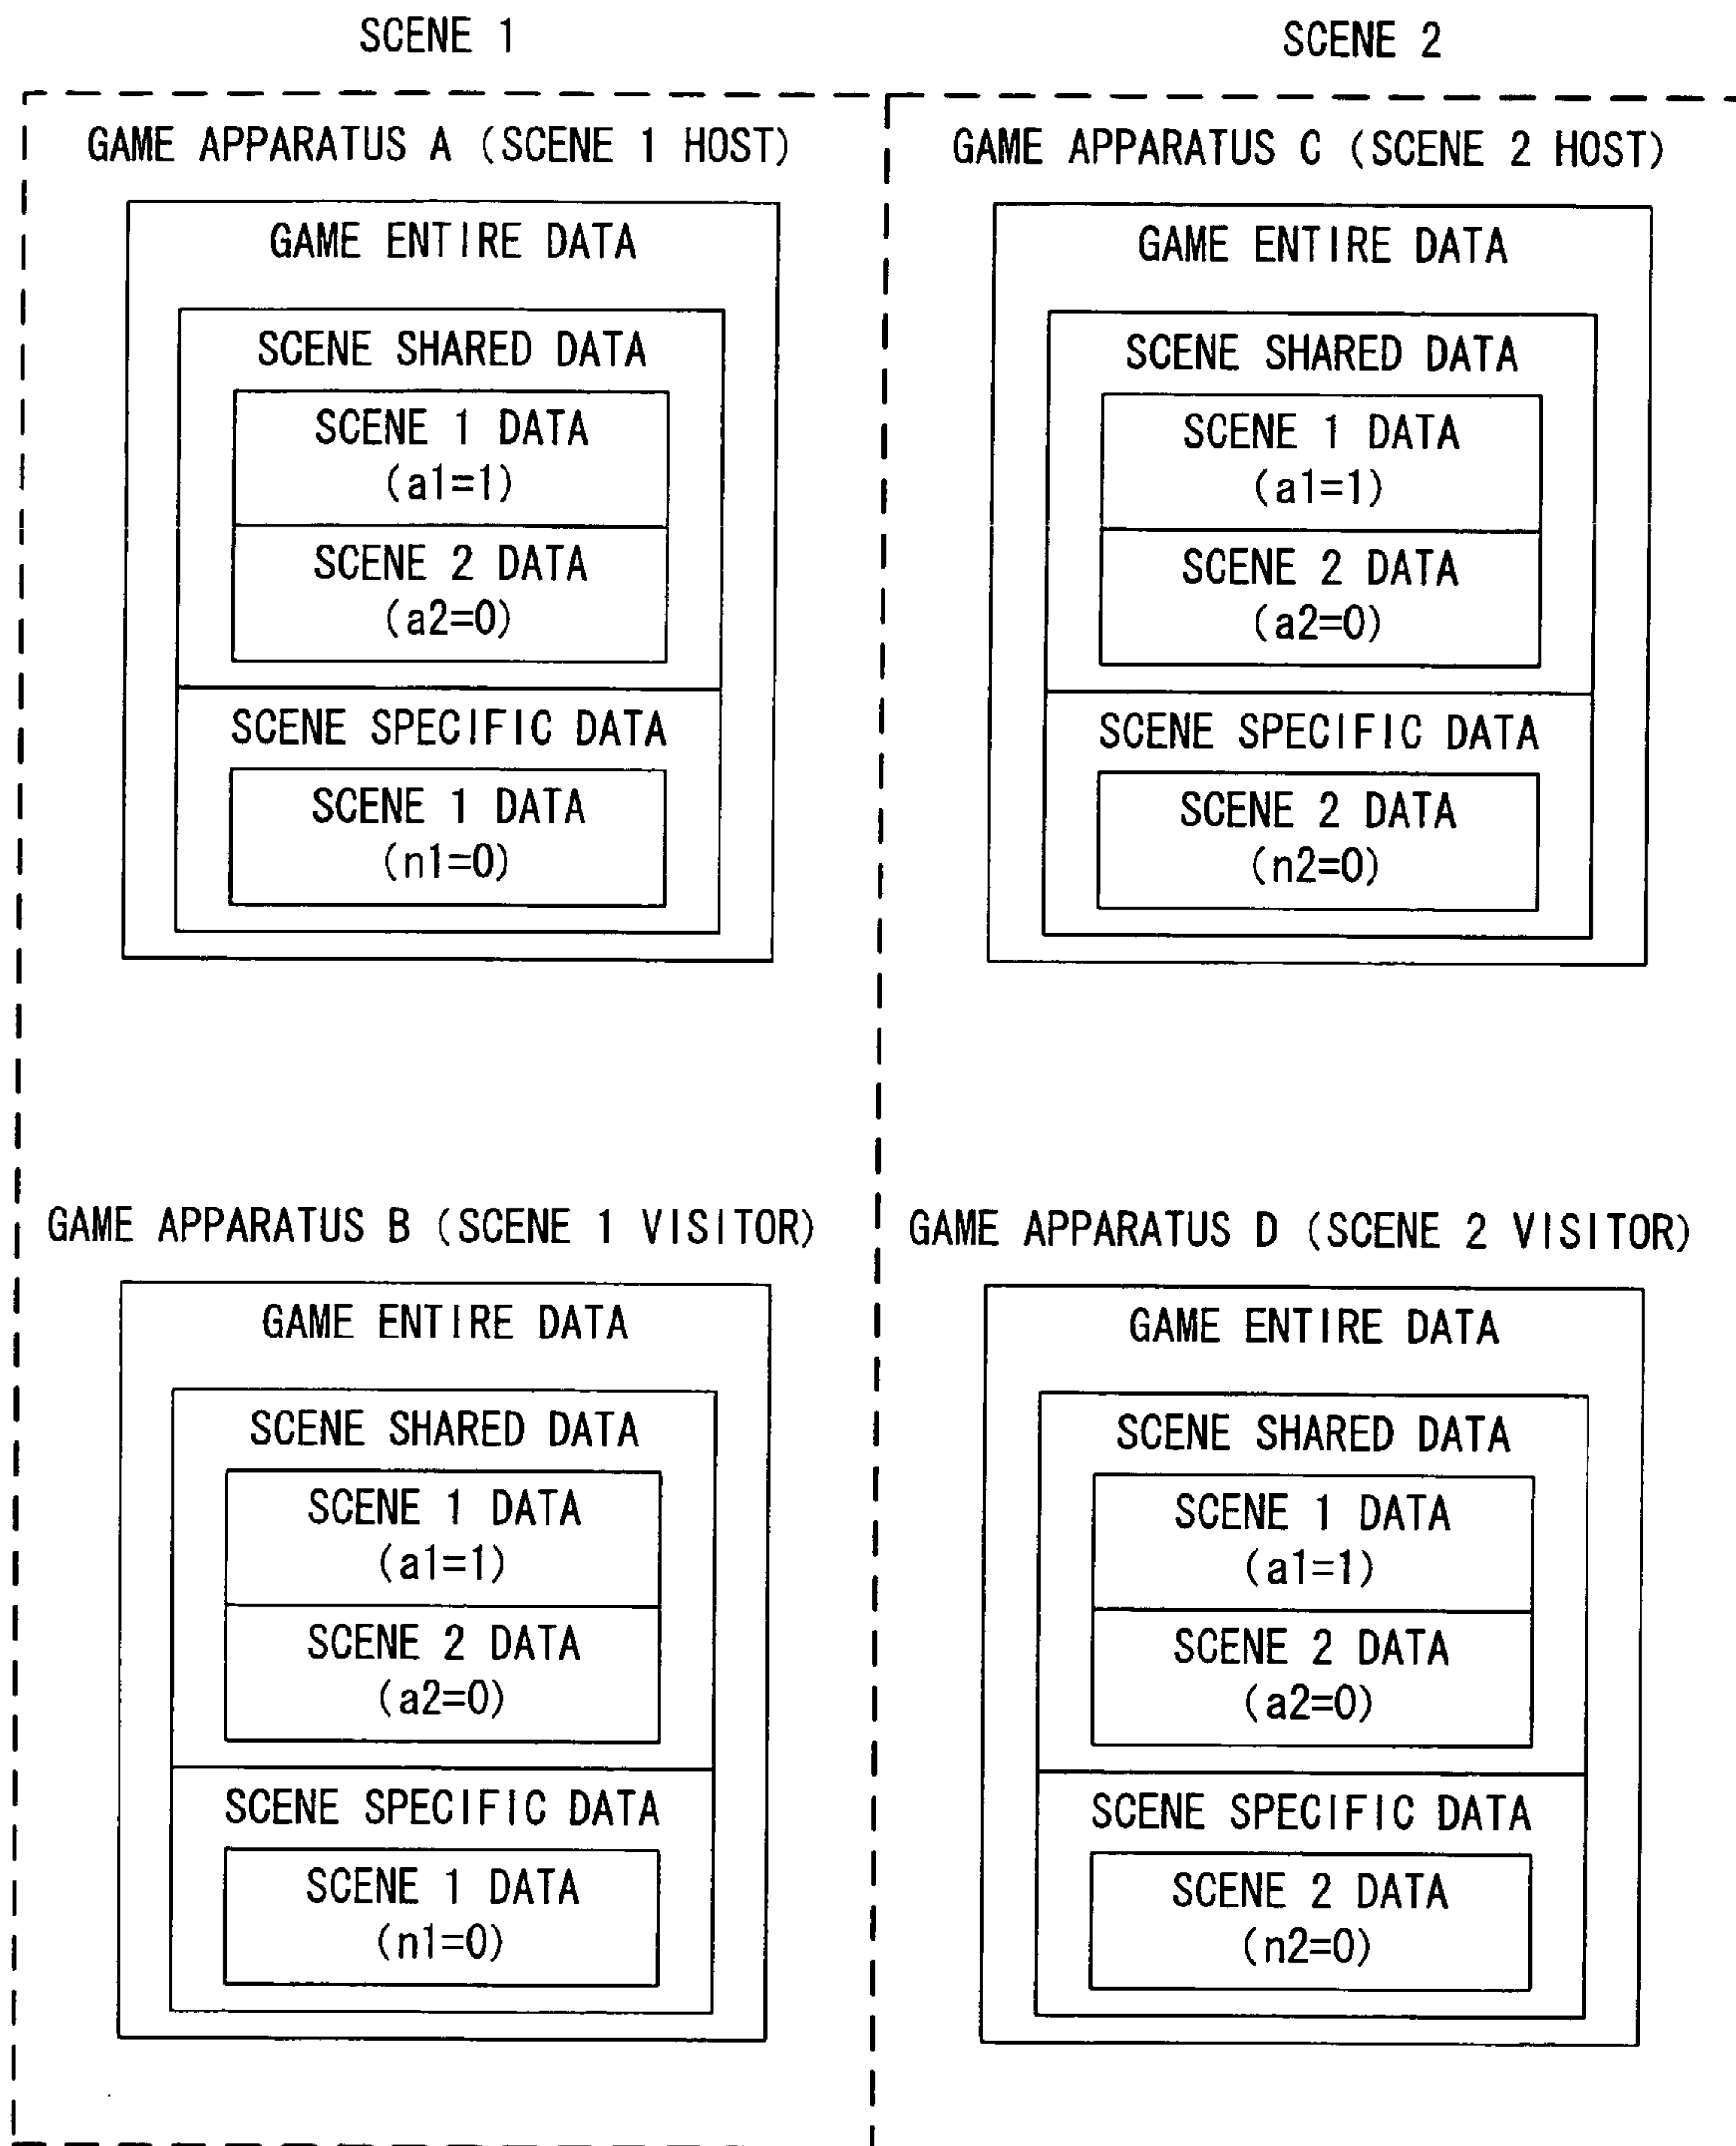 SCENE 1
GAME APPARATUS A (SCENE 1 HOST)
GAME ENTIRE DATA
SCENE SHARED DATA
SCENE 1 DATA
(a1=1)
SCENE 2 DATA
(a2=0)
SCENE SPECIFIC DATA
SCENE 1 DATA
(n1=0)
GAME APPARATUS B (SCENE 1 VISITOR)
GAME ENTIRE DATA
SCENE SHARED DATA
SCENE 1 DATA
(a1=1)
SCENE 2 DATA
(a2=0)
SCENE SPECIFIC DATA
SCENE 1 DATA
(n1=0)
SCENE 2
GAME APPARATUS C (SCENE 2 HOST)
GAME ENTIRE DATA
SCENE SHARED DATA
SCENE 1 DATA
(a1=1)
SCENE 2 DATA
(a2=0)
SCENE SPECIFIC DATA
SCENE 2 DATA
(n2=0)
GAME APPARATUS D (SCENE 2 VISITOR)
GAME ENTIRE DATA
SCENE SHARED DATA
SCENE 1 DATA
(a1=1)
SCENE 2 DATA
(a2=0)
SCENE SPECIFIC DATA
SCENE 2 DATA
(n2=0)